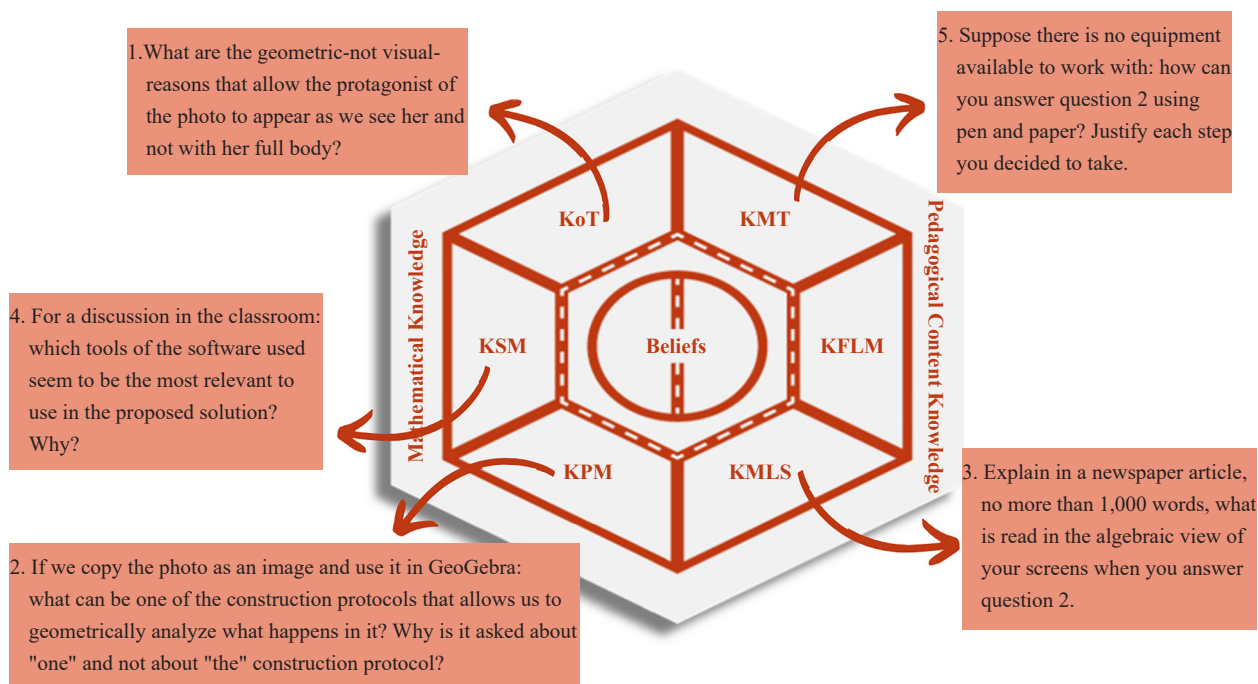 1.What are the geometric-not visual-
reasons that allow the protagonist of
the photo to appear as we see her and
not with her full body?
5. Suppose there is no equipment
available to work with: how can
you answer question 2 using
pen and paper? Justify each step
you decided to take.
KoT
KMT
Mathematical Knowledge
Pedagogical Content Knowledge
4. For a discussion in the classroom:
which tools of the software used
seem to be the most relevant to
use in the proposed solution?
Why?
KSM
Beliefs
KFLM
KPM
KMLS
3. Explain in a newspaper article,
no more than 1,000 words, what
is read in the algebraic view of
your screens when you answer
question 2.
2. If we copy the photo as an image and use it in GeoGebra:
what can be one of the construction protocols that allows us to
geometrically analyze what happens in it? Why is it asked about
"one" and not about "the" construction protocol?